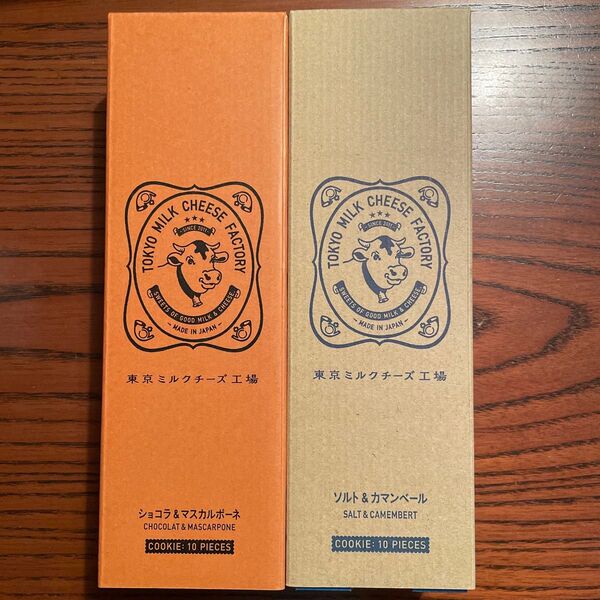 TOKYO MILK CHEESE FACTORY
SINCE 2011
SWEETS OF GOOD MILK & CHEESE
MADE IN JAPAN
東京ミルクチーズ工場
ショコラ&マスカルポーネ
CHOCOLAT & MASCARPONE
COOKIE: 10 PIECES
TOKYO MILK CHEESE FACTORY
SINCE 2011
SWEETS OF GOOD MILK & CHEESE
MADE IN JAPAN
東京ミルクチーズ工場
ソルト&カマンベール
SALT & CAMEMBERT
COOKIE: 10 PIECES